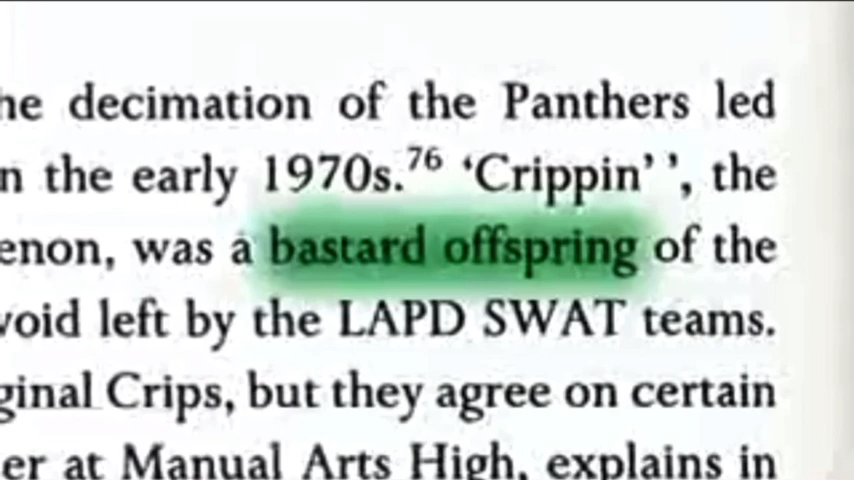 he decimation of the Panthers led
n the early 1970s.⁷⁶ ‘Crippin’ ’, the
enon, was a bastard offspring of the
void left by the LAPD SWAT teams.
ginal Crips, but they agree on certain
er at Manual Arts High, explains in